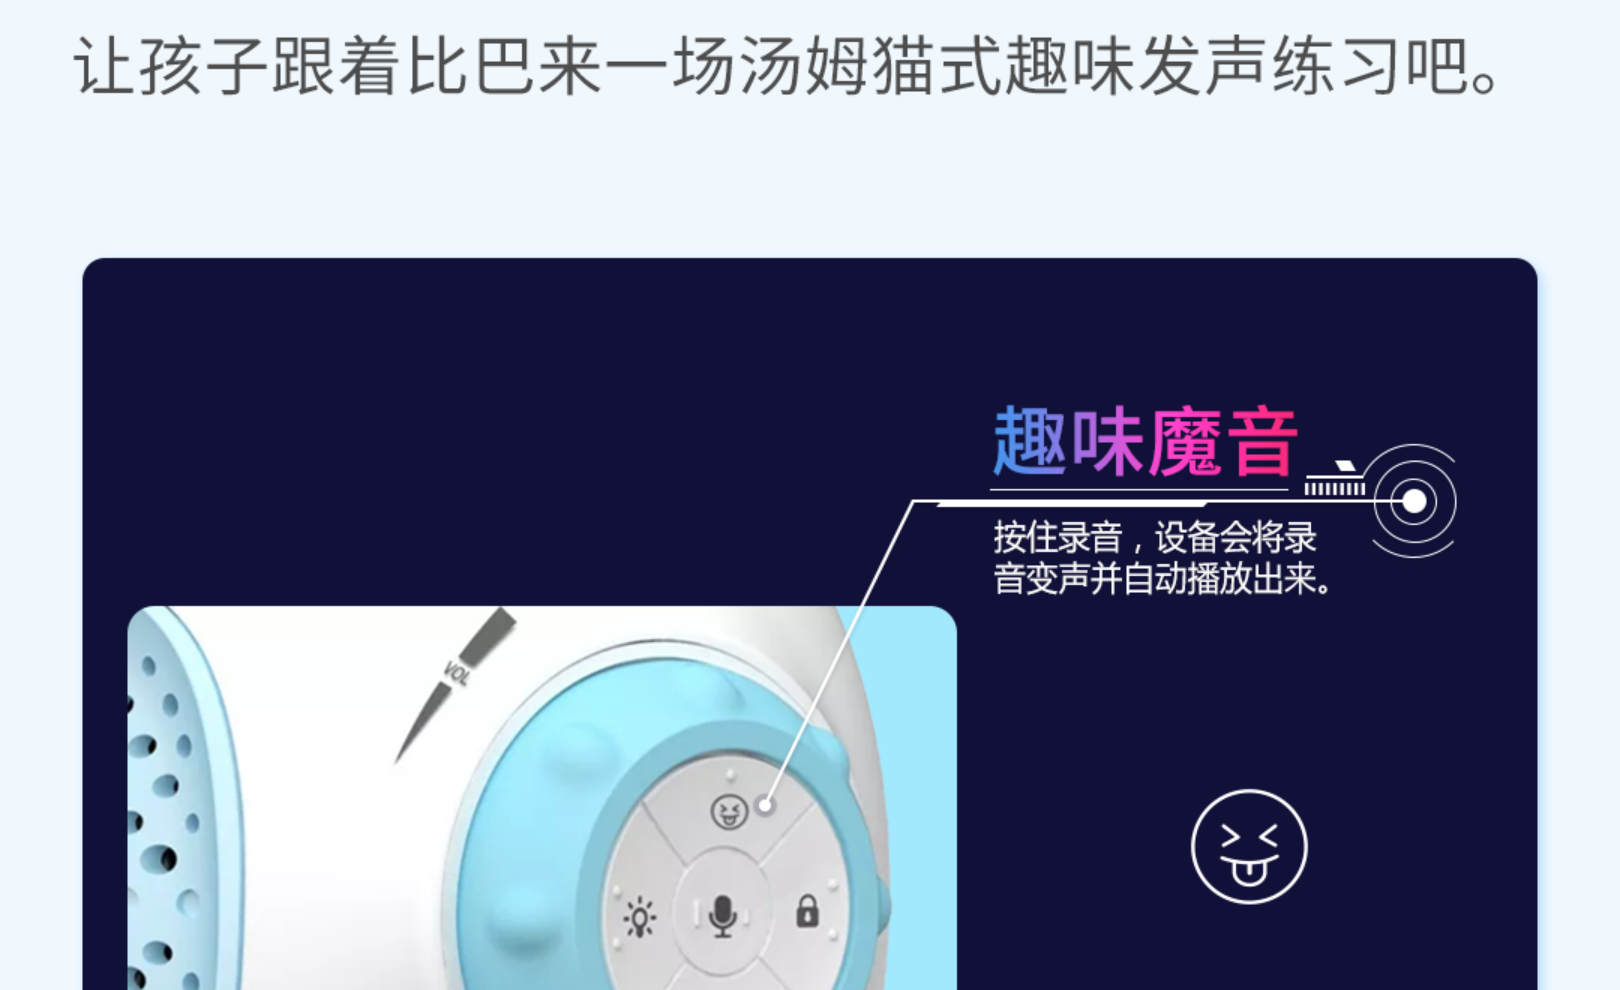 让孩子跟着比巴来一场汤姆猫式趣味发声练习吧。
趣味魔音
按住录音，设备会将录
音变声并自动播放出来。
VOL